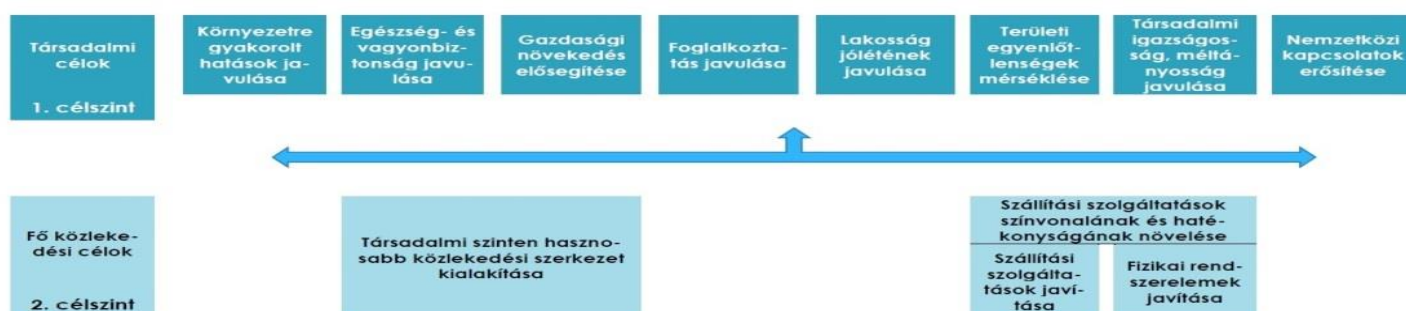 Társadalmi
célok
1. célszint
Környezetre
gyakorolt
hatások ja-
vulása
Egészség- és
vagyonbiz-
tonság javu-
lása
Gazdasági
növekedés
elősegítése
Foglalkozta-
tás javulása
Lakosság
jólétének
javulása
Területi
egyenlőt-
lenségek
mérséklése
Társadalmi
igazságos-
ság, méltá-
nyosság
javulása
Nemzetközi
kapcsolatok
erősítése
Fő közleke-
dési célok
2. célszint
Társadalmi szinten haszno-
sabb közlekedési szerkezet
kialakítása
Szállítási szolgáltatások
színvonalának és haté-
konyságának növelése
Szállítási
szolgálta-
tások javí-
tása
Fizikai rend-
szerelemek
javítása